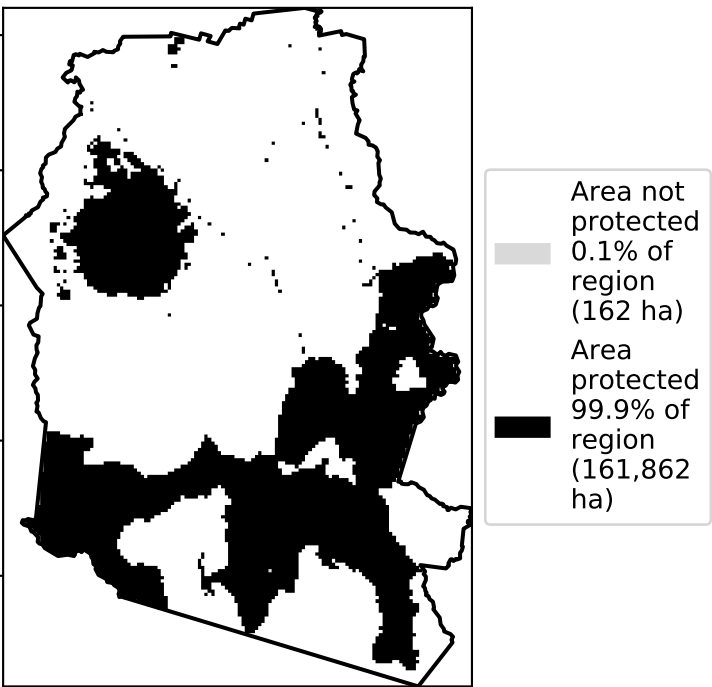 Area not
protected
0.1% of
region
(162 ha)
Area
protected
99.9% of
region
(161,862
ha)